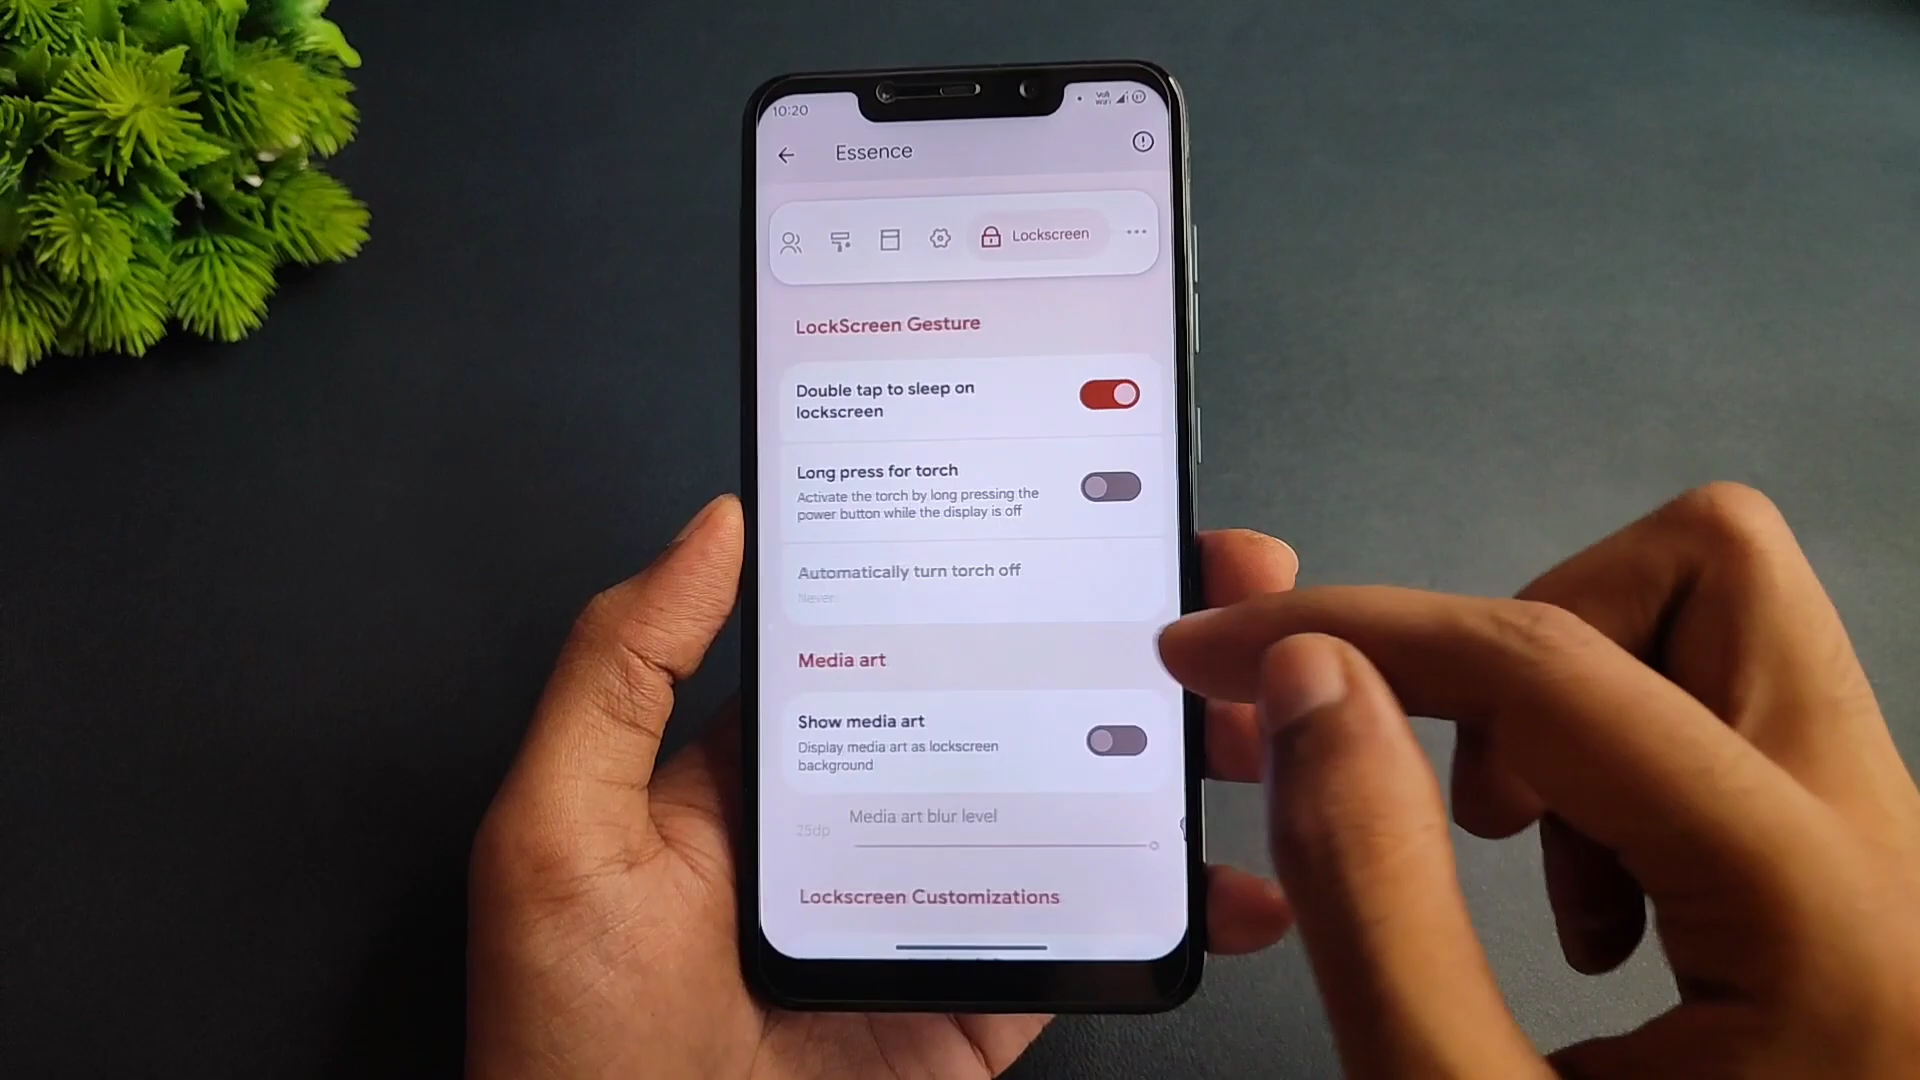 10:20
Vo))
WiFi
Essence
Lockscreen
LockScreen Gesture
Double tap to sleep on
lockscreen
Long press for torch
Activate the torch by long pressing the
power button while the display is off
Automatically turn torch off
Never
Media art
Show media art
Display media art as lockscreen
background
Media art blur level
25dp
Lockscreen Customizations